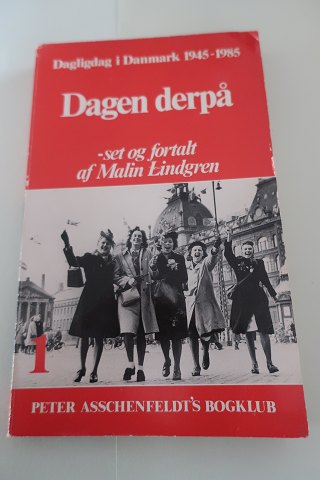 Dagligdag i Danmark 1945-1985
Dagen derpå
-set og fortalt
af Malin Lindgren
1
PETER ASSCHENFELDT'S BOGKLUB